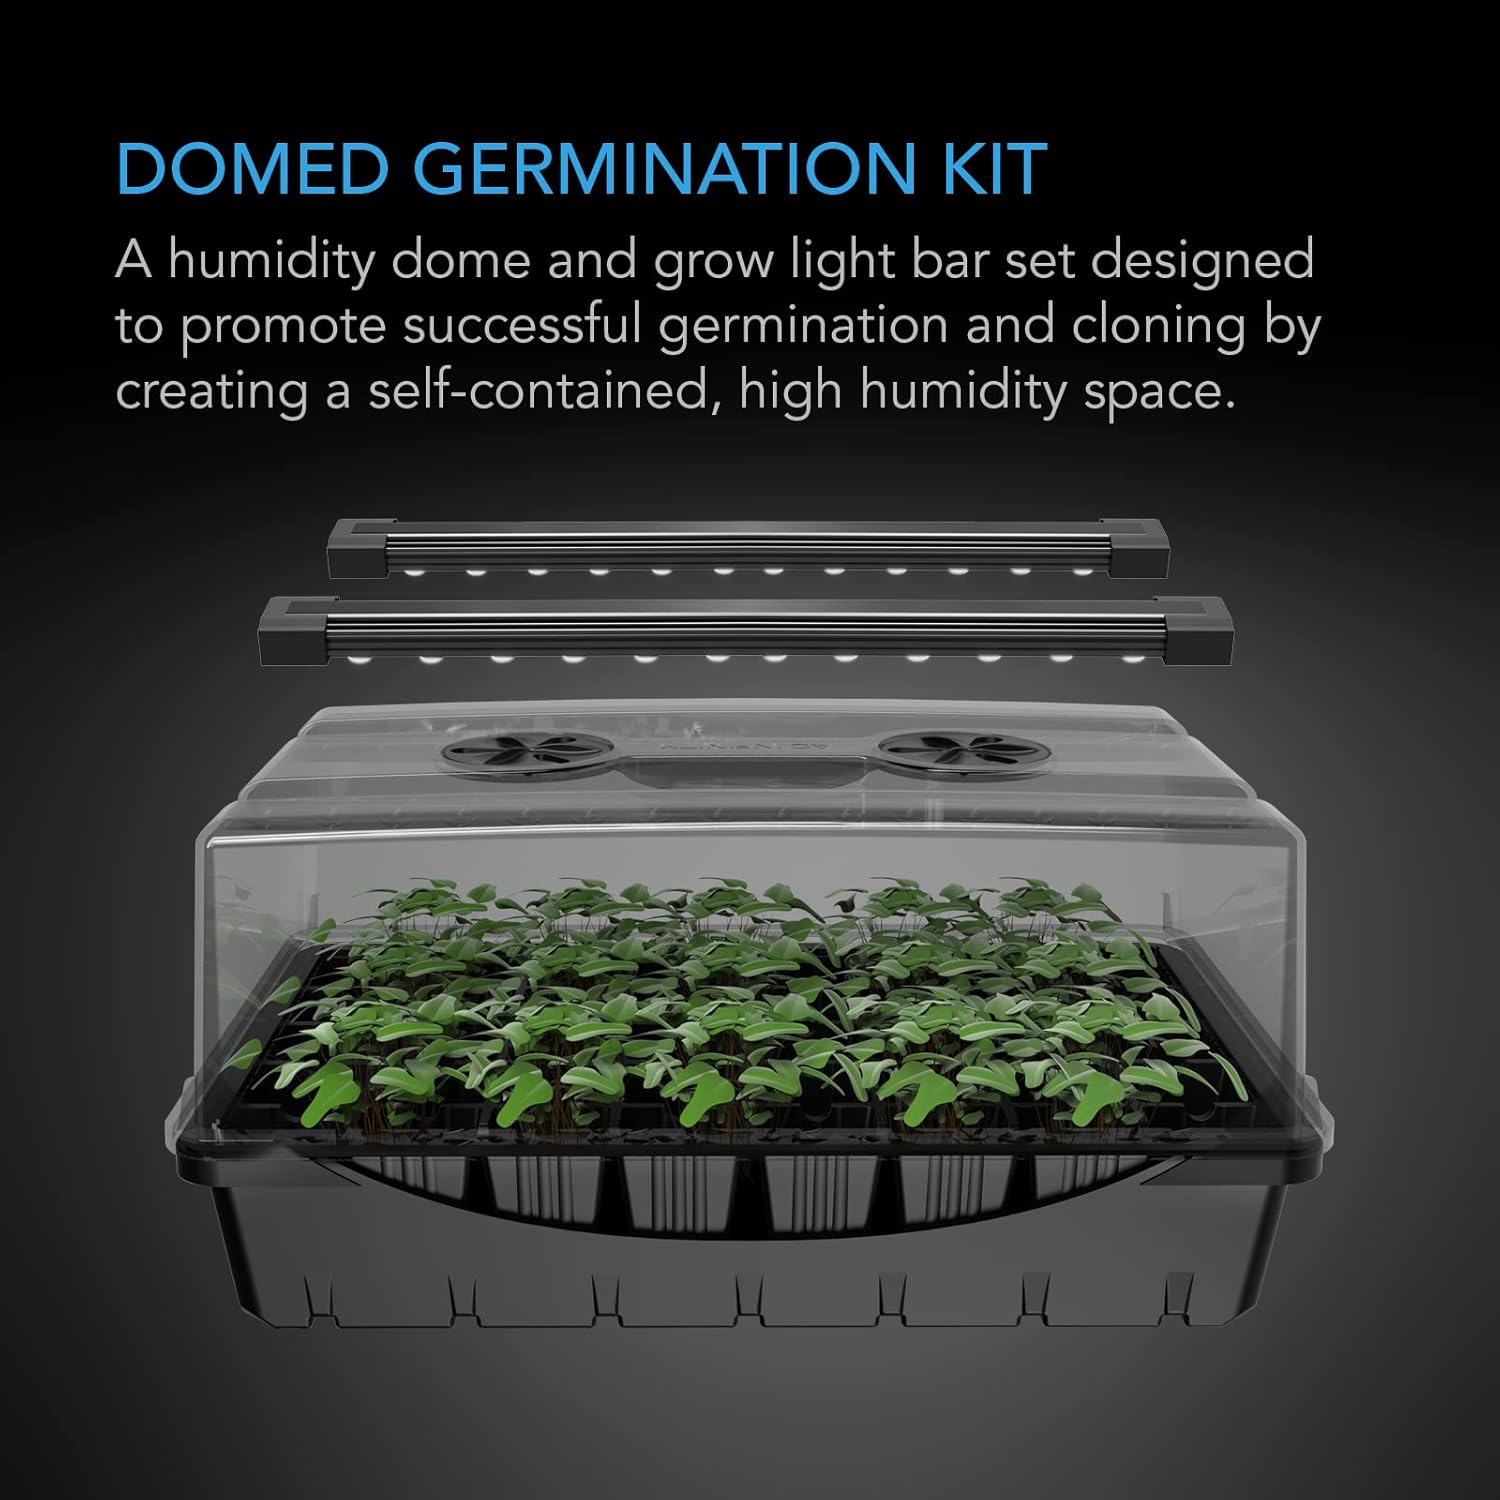 DOMED GERMINATION KIT
A humidity dome and grow light bar set designed
to promote successful germination and cloning by
creating a self-contained, high humidity space.